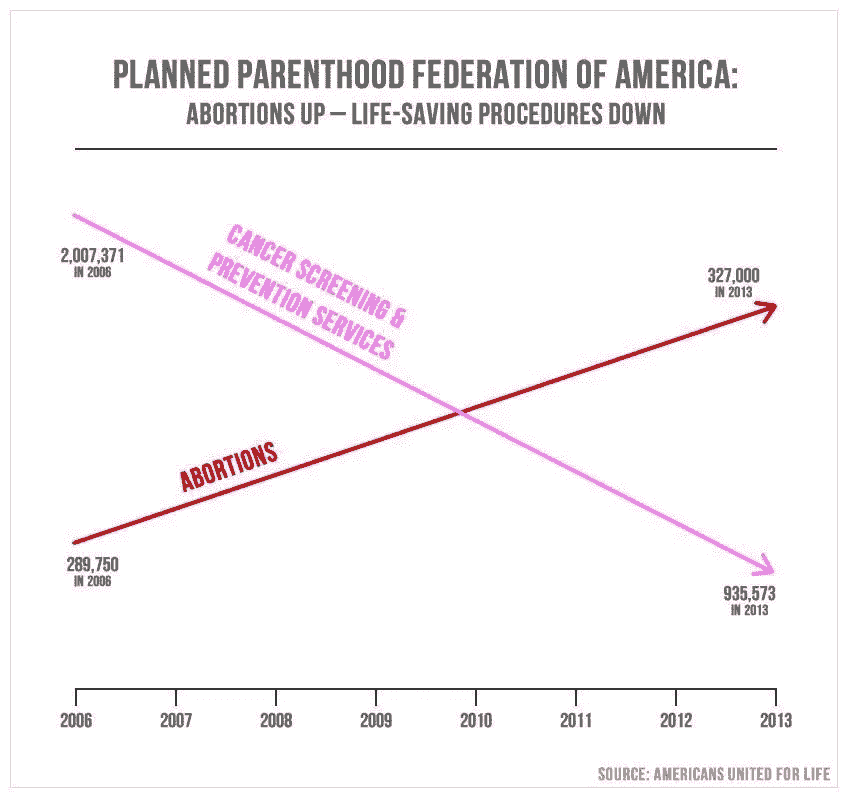 PLANNED PARENTHOOD FEDERATION OF AMERICA:
ABORTIONS UP – LIFE-SAVING PROCEDURES DOWN
2,007,371
IN 2006
CANCER SCREENING &
PREVENTION SERVICES
327,000
IN 2013
ABORTIONS
289,750
IN 2006
935,573
IN 2013
2006 2007 2008 2009 2010 2011 2012 2013
SOURCE: AMERICANS UNITED FOR LIFE